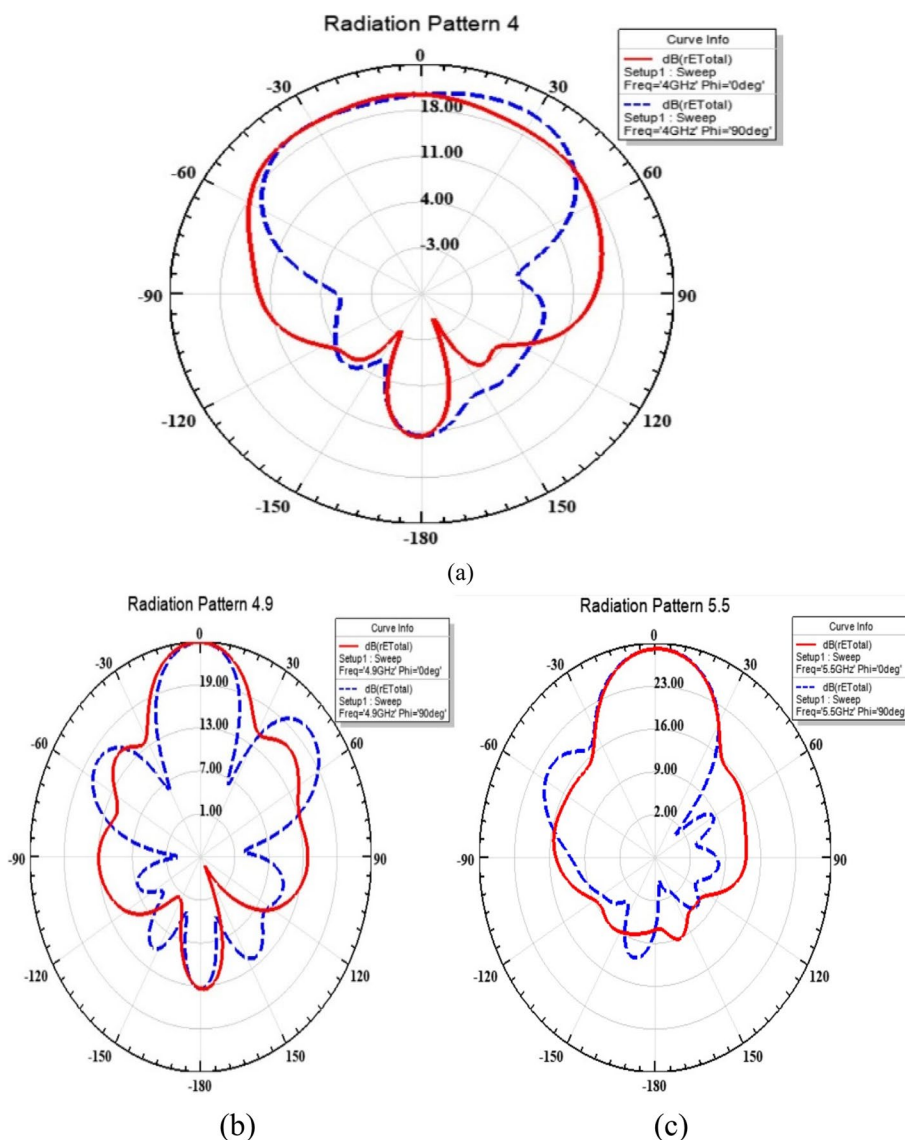 Radiation Pattern 4
Curve Info
dB(rETotal)
Setup1 : Sweep
Freq='4GHz' Phi='0deg'
dB(rETotal)
Setup1 : Sweep
Freq='4GHz' Phi='90deg'
0
-30
30
18.00
-60
60
11.00
4.00
-3.00
-90
90
-120
120
-150
150
-180
(a)
Radiation Pattern 4.9
Curve Info
dB(rETotal)
Setup1 : Sweep
Freq='4.9GHz' Phi='0deg'
dB(rETotal)
Setup1 : Sweep
Freq='4.9GHz' Phi='90deg'
0
-30
30
19.00
13.00
-60
60
7.00
1.00
-90
90
-120
120
-150
150
-180
(b)
Radiation Pattern 5.5
Curve Info
dB(rETotal)
Setup1 : Sweep
Freq='5.5GHz' Phi='0deg'
dB(rETotal)
Setup1 : Sweep
Freq='5.5GHz' Phi='90deg'
0
-30
30
23.00
16.00
-60
60
9.00
2.00
-90
90
-120
120
-150
150
-180
(c)